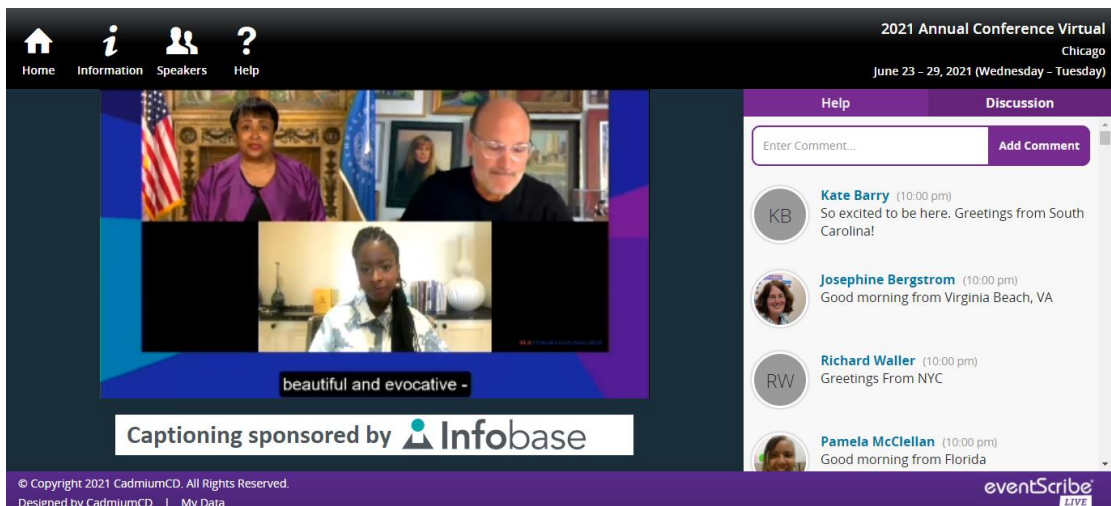 Home
Information
Speakers
Help
2021 Annual Conference Virtual
Chicago
June 23 – 29, 2021 (Wednesday – Tuesday)
beautiful and evocative -
Captioning sponsored by Infobase
Help
Discussion
Enter Comment...
Add Comment
KB
Kate Barry (10:00 pm)
So excited to be here. Greetings from South
Carolina!
Josephine Bergstrom (10:00 pm)
Good morning from Virginia Beach, VA
RW
Richard Waller (10:00 pm)
Greetings From NYC
Pamela McClellan (10:00 pm)
Good morning from Florida
© Copyright 2021 CadmiumCD. All Rights Reserved.
Designed by CadmiumCD | My Data
eventScribe
LIVE